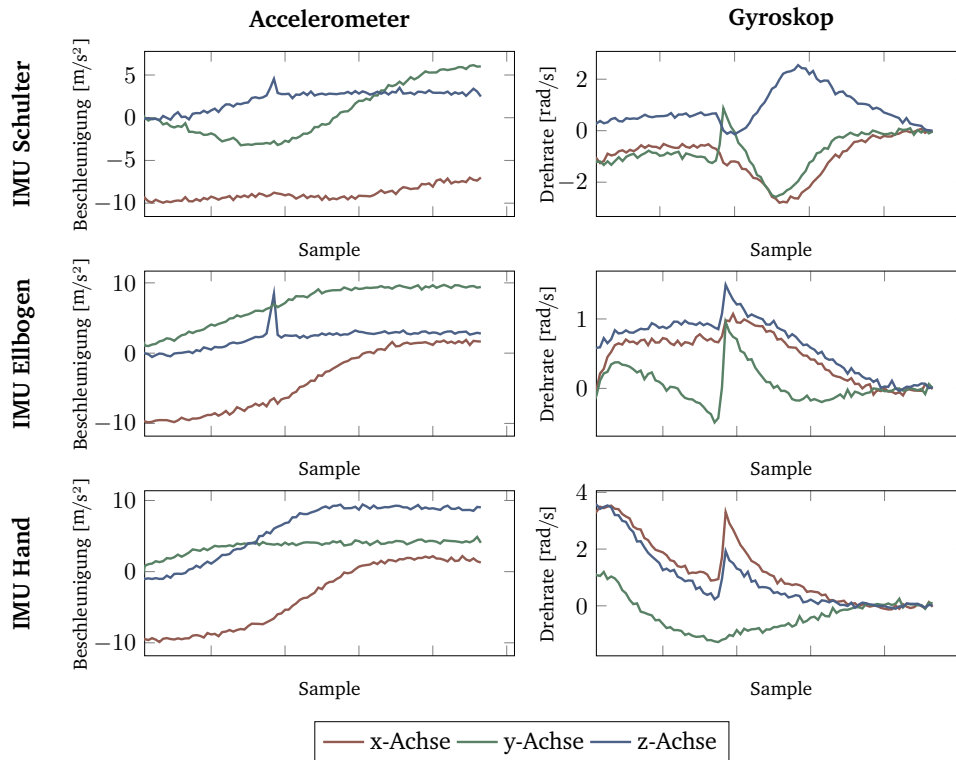 Accelerometer
Gyroskop
IMU Schulter
Beschleunigung [m/s²]
5
0
−5
−10
Sample
Drehrate [rad/s]
2
0
−2
Sample
IMU Ellbogen
Beschleunigung [m/s²]
10
0
−10
Sample
Drehrate [rad/s]
1
0
Sample
IMU Hand
Beschleunigung [m/s²]
10
0
−10
Sample
Drehrate [rad/s]
4
2
0
Sample
x-Achse y-Achse z-Achse